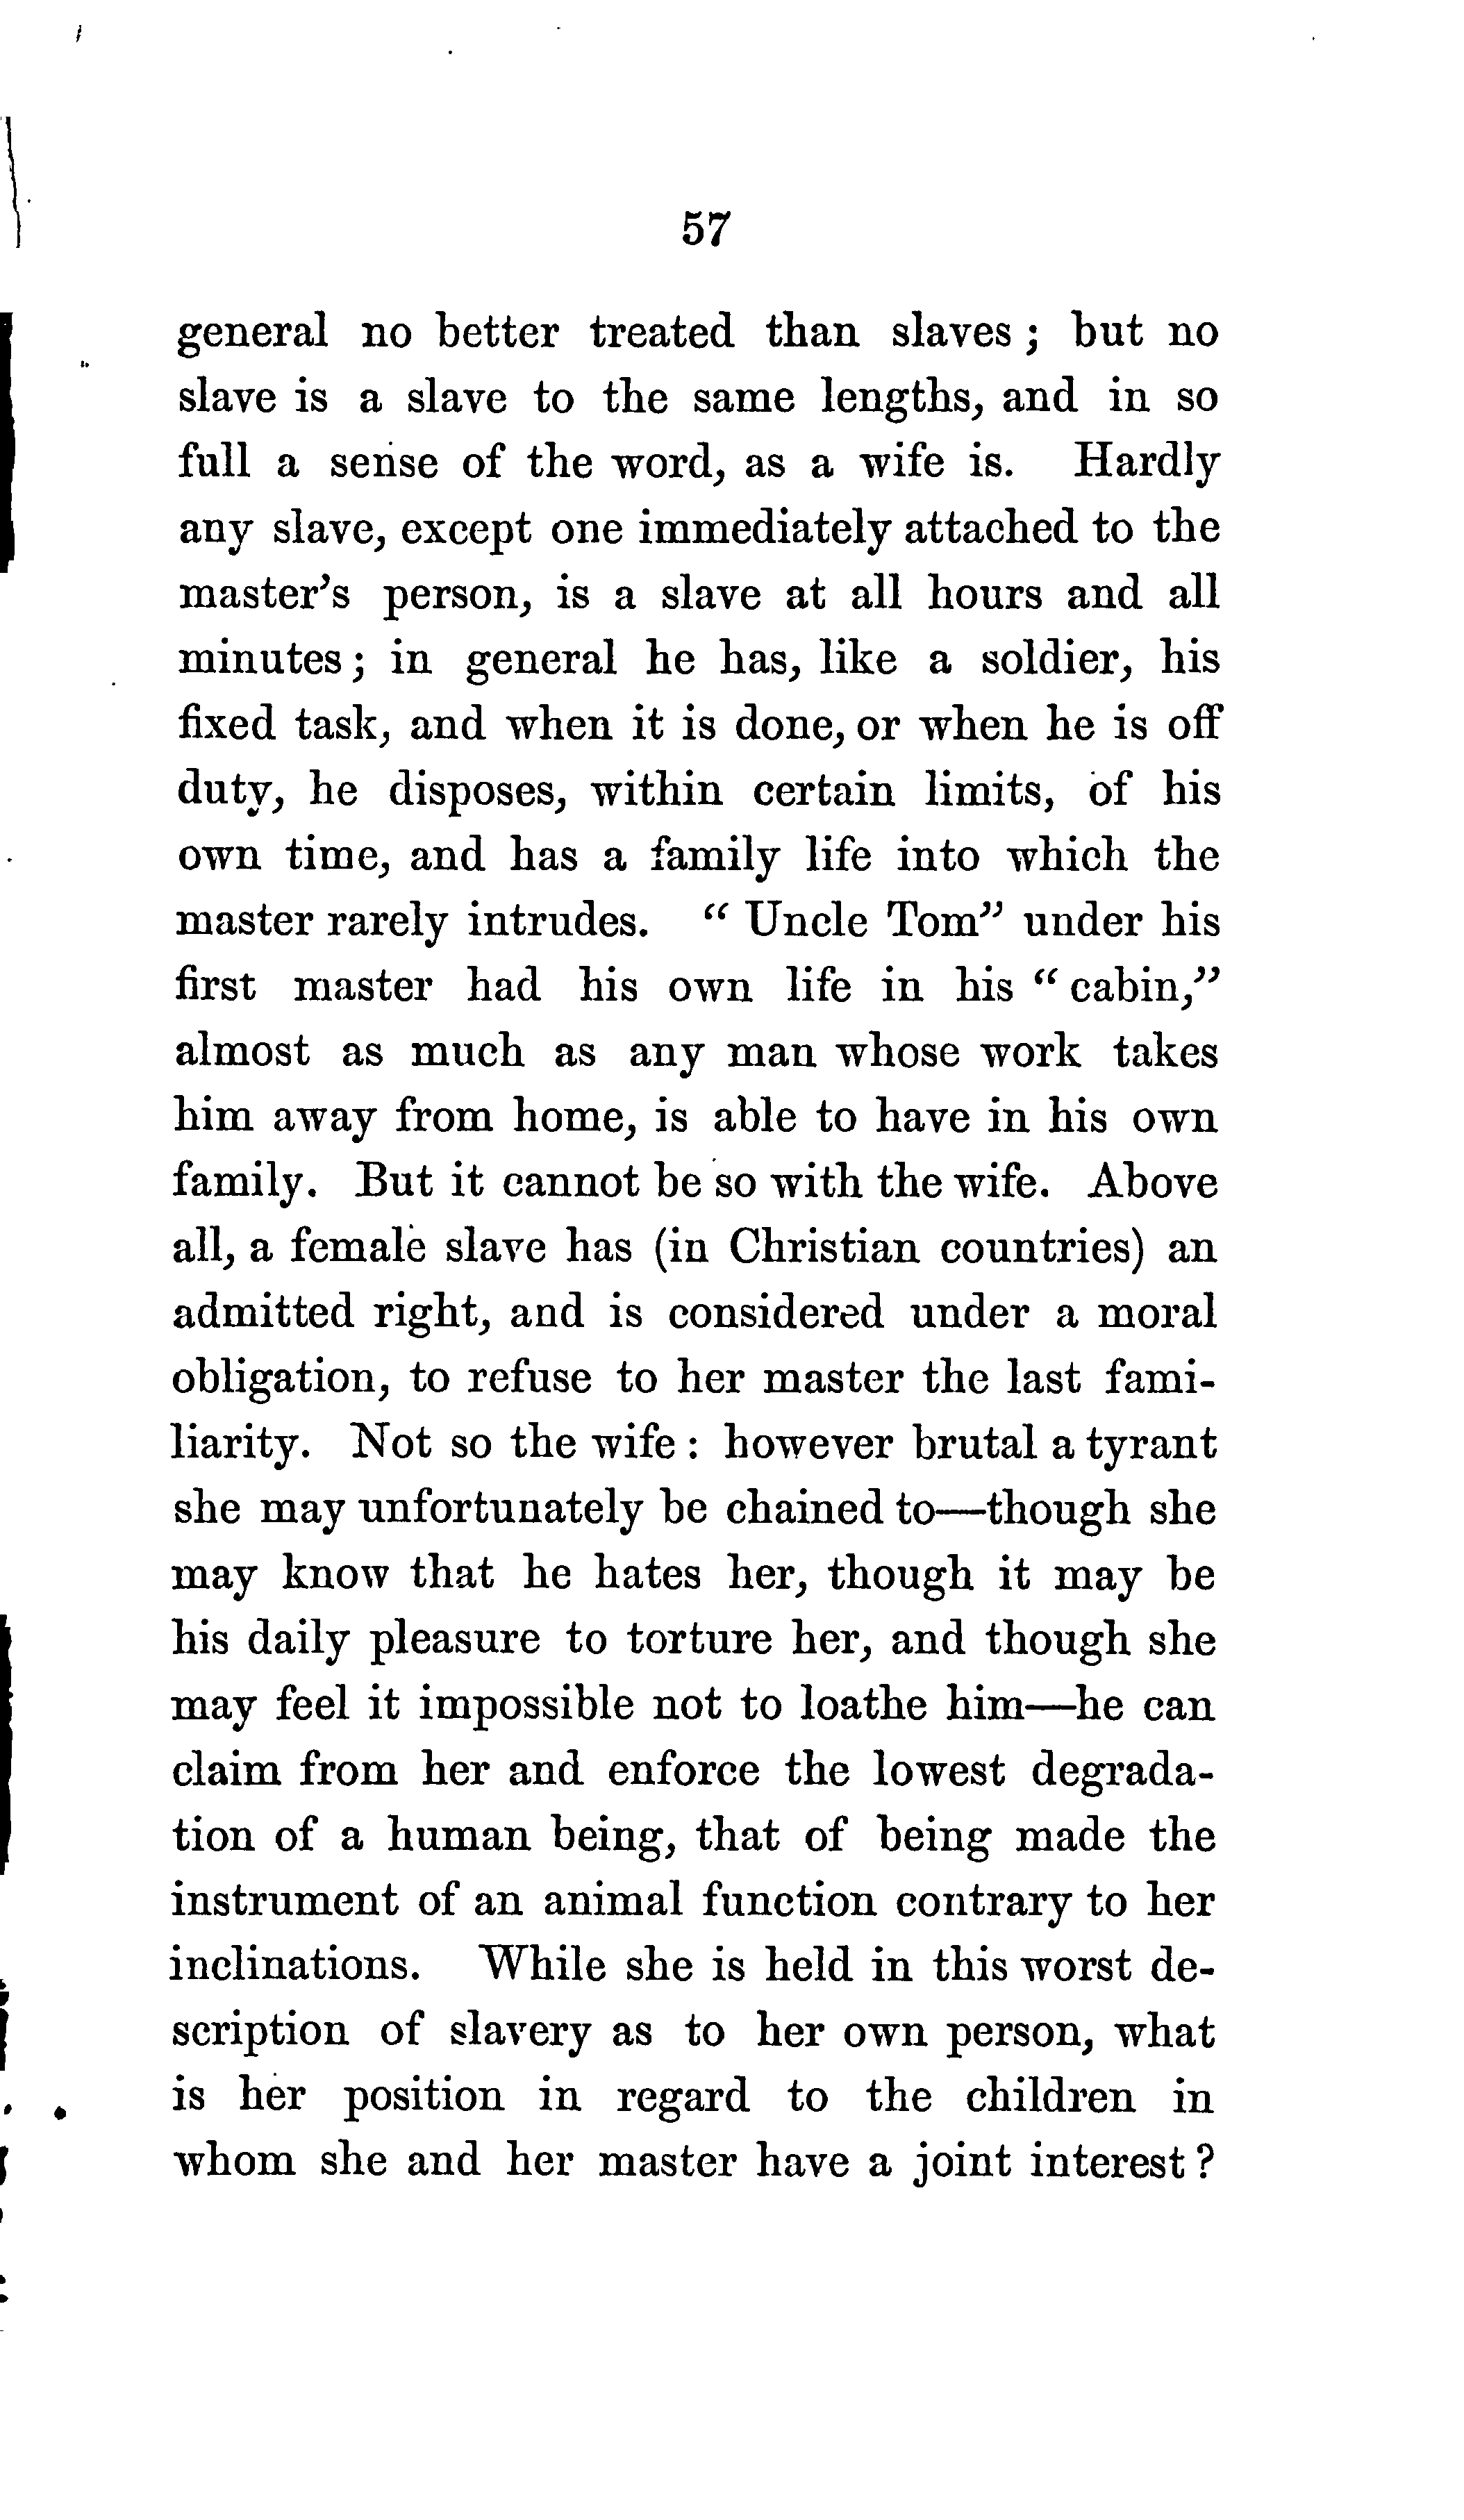 57
general no better treated than slaves ; but no
slave is a slave to the same lengths, and in so
full a sense of the word, as a wife is. Hardly
any slave, except one immediately attached to the
master's person, is a slave at all hours and all
minutes ; in general he has, like a soldier, his
fixed task, and when it is done, or when he is off
duty, he disposes, within certain limits, of his
own time, and has a family life into which the
master rarely intrudes. “ Uncle Tom” under his
first master had his own life in his “ cabin,”
almost as much as any man whose work takes
him away from home, is able to have in his own
family. But it cannot be so with the wife. Above
all, a female slave has (in Christian countries) an
admitted right, and is considered under a moral
obligation, to refuse to her master the last fami-
liarity. Not so the wife : however brutal a tyrant
she may unfortunately be chained to—though she
may know that he hates her, though it may be
his daily pleasure to torture her, and though she
may feel it impossible not to loathe him—he can
claim from her and enforce the lowest degrada-
tion of a human being, that of being made the
instrument of an animal function contrary to her
inclinations. While she is held in this worst de-
scription of slavery as to her own person, what
is her position in regard to the children in
whom she and her master have a joint interest ?